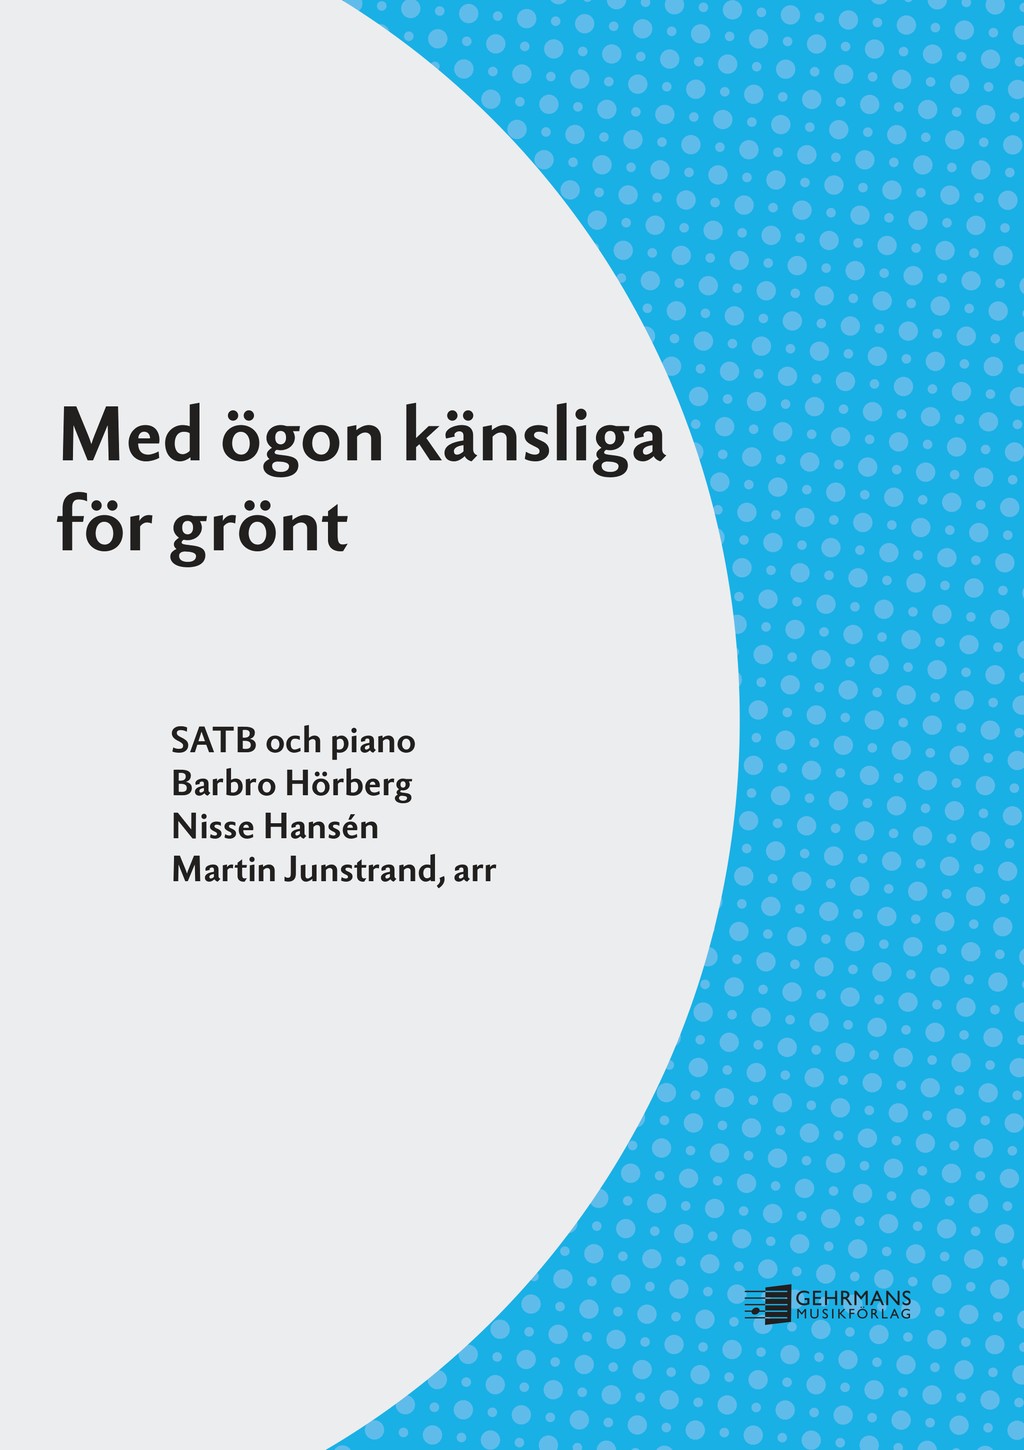 Med ögon känsliga
för grönt
SATB och piano
Barbro Hörberg
Nisse Hansén
Martin Junstrand, arr
GEHRMANS
MUSIKFÖRLAG